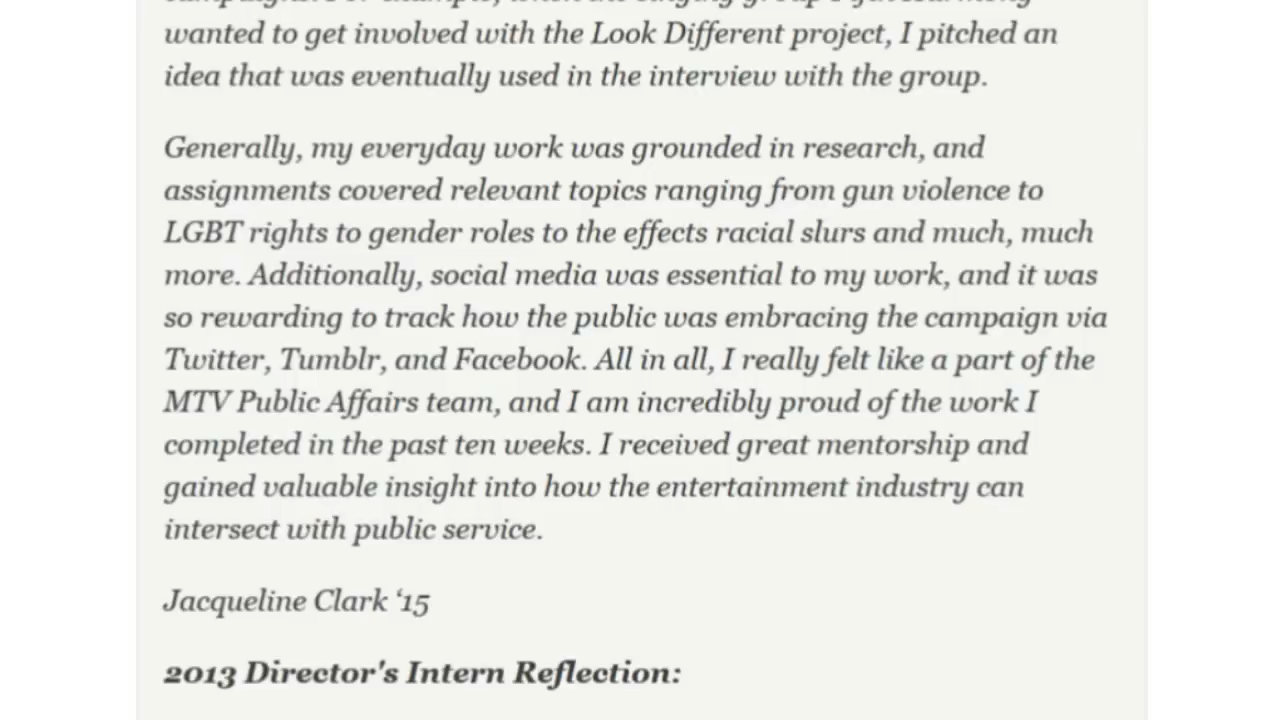 wanted to get involved with the Look Different project, I pitched an
idea that was eventually used in the interview with the group.
Generally, my everyday work was grounded in research, and
assignments covered relevant topics ranging from gun violence to
LGBT rights to gender roles to the effects racial slurs and much, much
more. Additionally, social media was essential to my work, and it was
so rewarding to track how the public was embracing the campaign via
Twitter, Tumblr, and Facebook. All in all, I really felt like a part of the
MTV Public Affairs team, and I am incredibly proud of the work I
completed in the past ten weeks. I received great mentorship and
gained valuable insight into how the entertainment industry can
intersect with public service.
Jacqueline Clark ‘15
2013 Director's Intern Reflection: